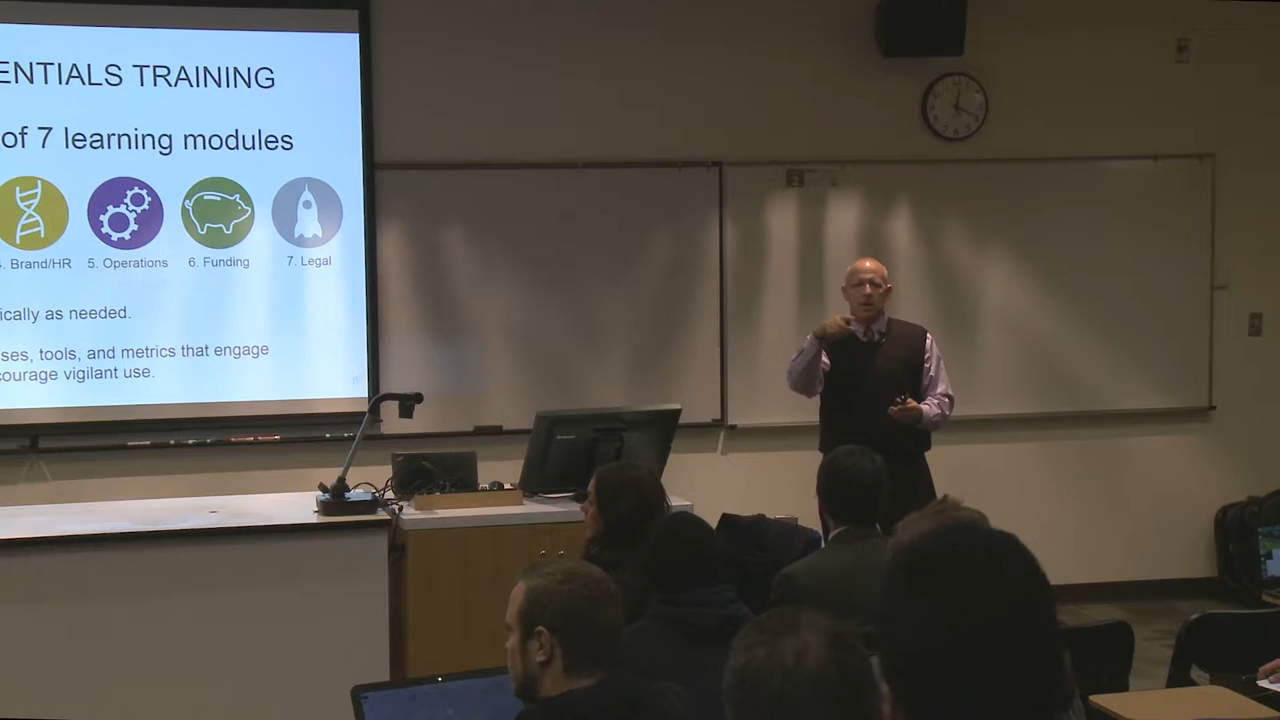 ENTIALS TRAINING
of 7 learning modules
4. Brand/HR 5. Operations 6. Funding 7. Legal
ically as needed.
ses, tools, and metrics that engage
courage vigilant use.